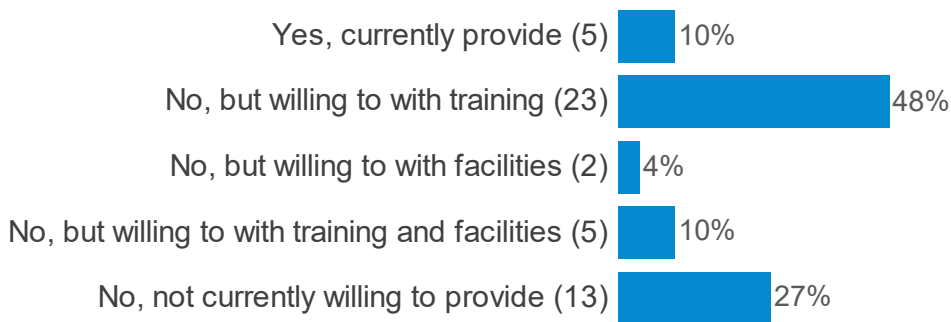 Yes, currently provide (5) 10%
No, but willing to with training (23) 48%
No, but willing to with facilities (2) 4%
No, but willing to with training and facilities (5) 10%
No, not currently willing to provide (13) 27%